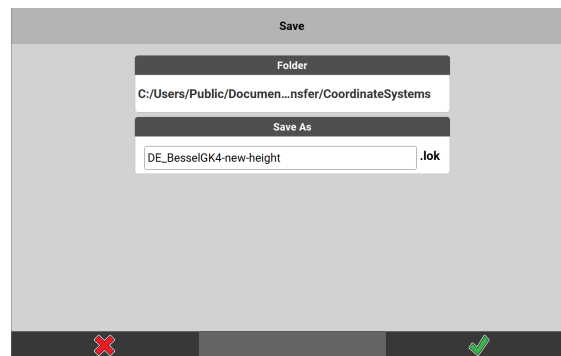 Save
Folder
C:/Users/Public/Documen...nsfer/CoordinateSystems
Save As
DE_BesselGK4-new-height .lok